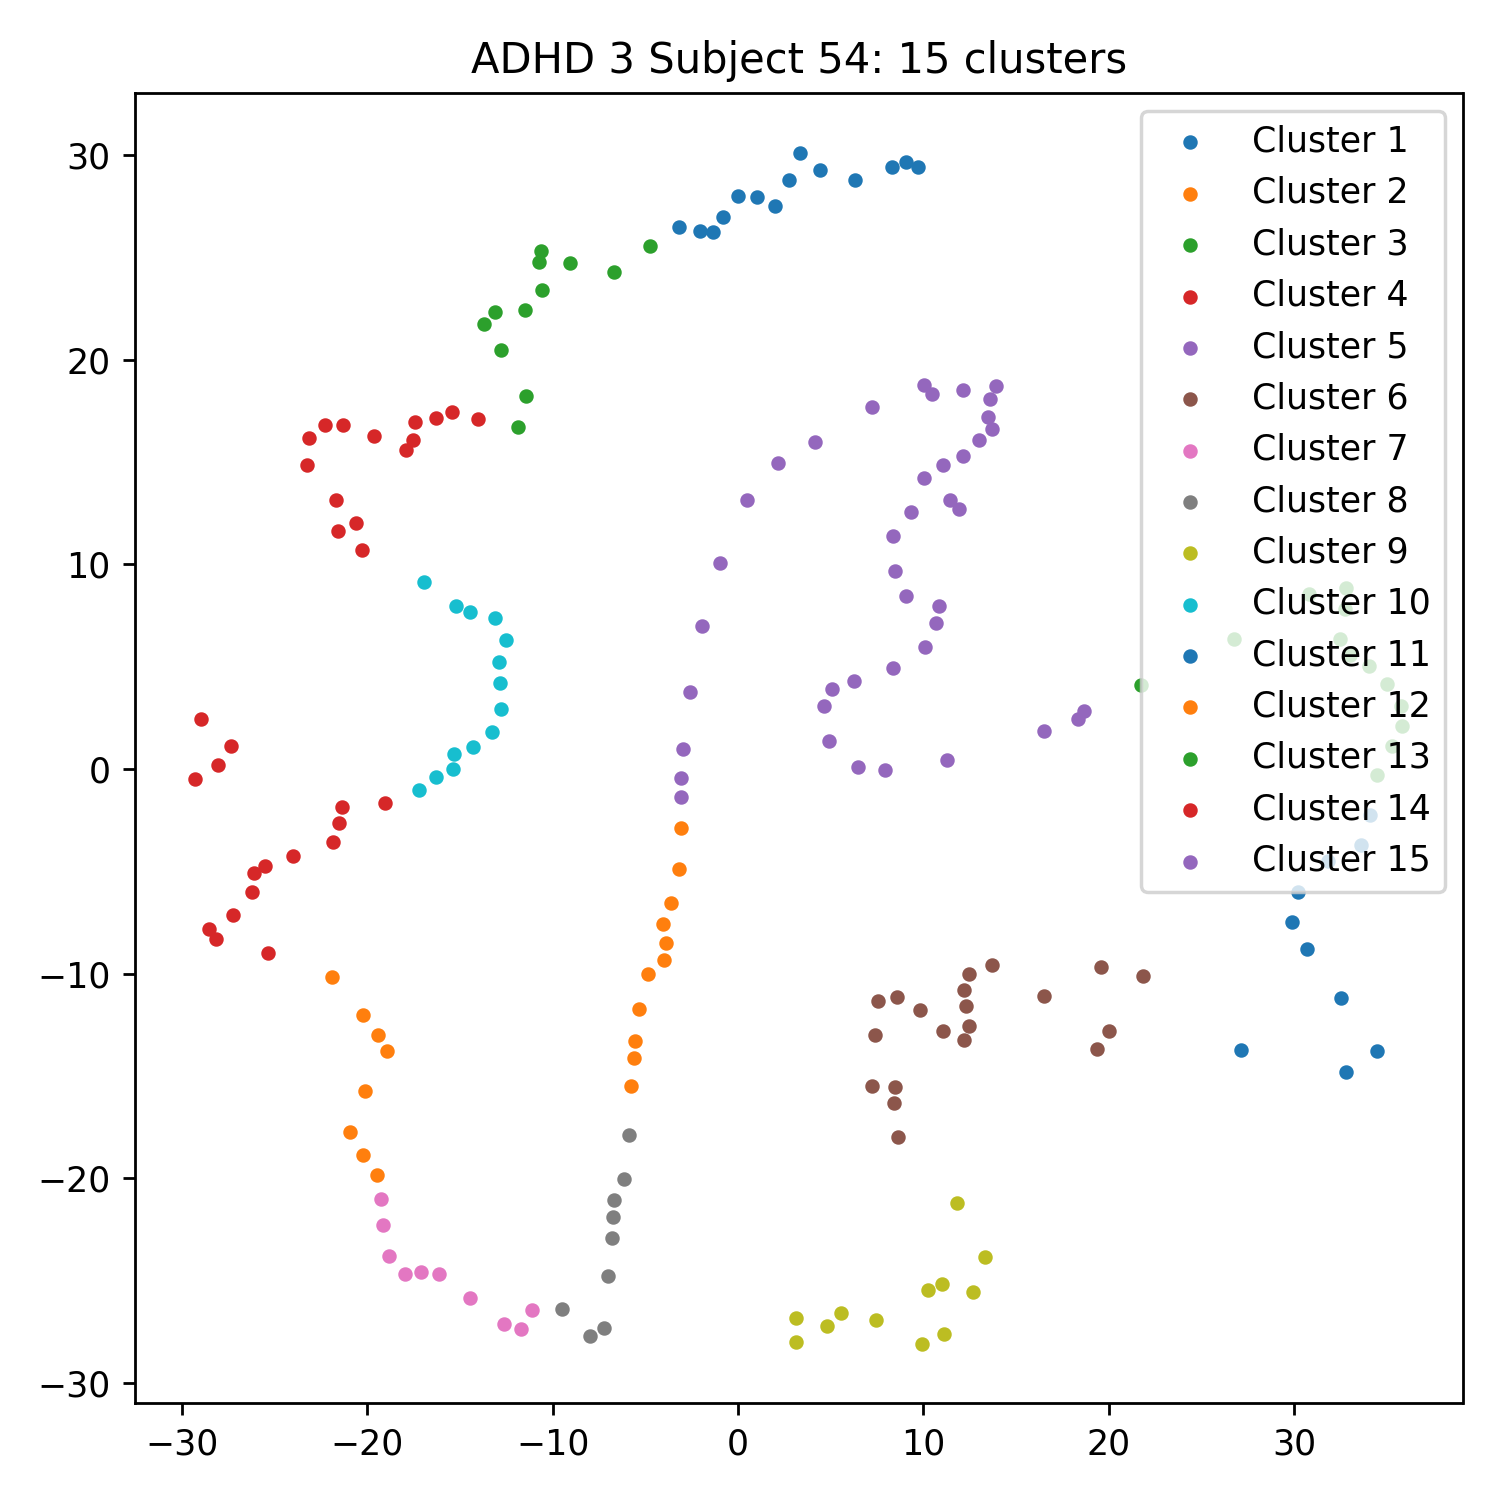 ADHD 3 Subject 54: 15 clusters
30
20
10
0
−10
−20
−30
−30
−20
−10
0
10
20
30
Cluster 1
Cluster 2
Cluster 3
Cluster 4
Cluster 5
Cluster 6
Cluster 7
Cluster 8
Cluster 9
Cluster 10
Cluster 11
Cluster 12
Cluster 13
Cluster 14
Cluster 15